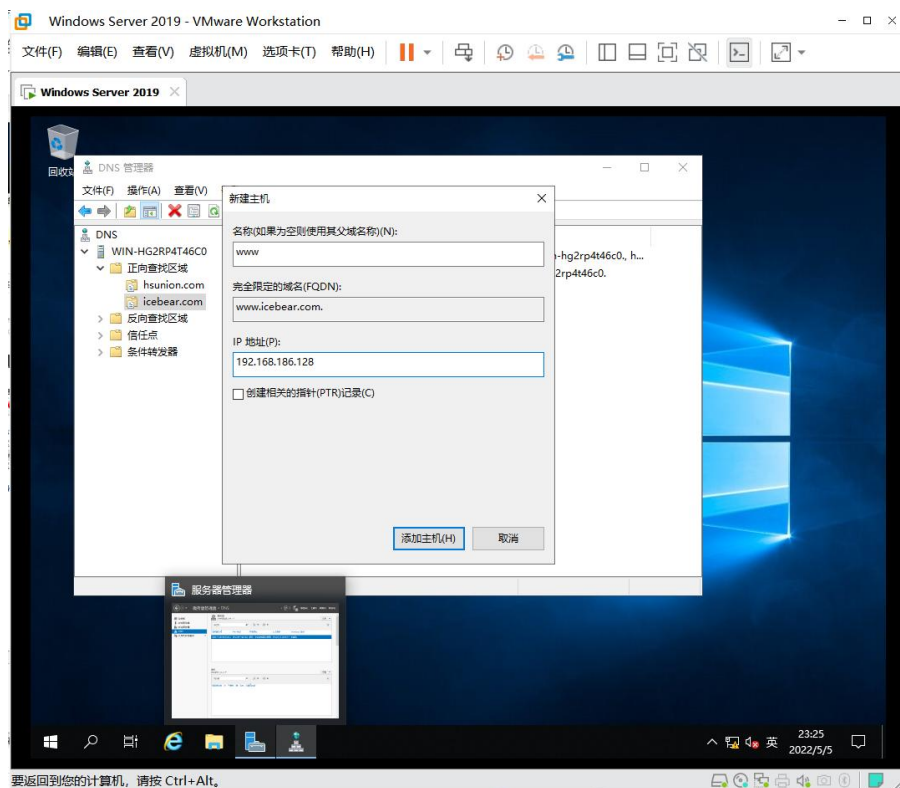 Windows Server 2019 - VMware Workstation
文件(F) 编辑(E) 查看(V) 虚拟机(M) 选项卡(T) 帮助(H)
Windows Server 2019
回收
DNS 管理器
文件(F) 操作(A) 查看(V)
新建主机
名称(如果为空则使用其父域名称)(N):
www
完全限定的域名(FQDN):
www.icebear.com.
IP 地址(P):
192.168.186.128
创建相关的指针(PTR)记录(C)
添加主机(H) 取消
DNS
WIN-HG2RP4T46C0
正向查找区域
hsunion.com
icebear.com
反向查找区域
信任点
条件转发器
-hg2rp4t46c0., h...
2rp4t46c0.
服务器管理器
英
23:25
2022/5/5
要返回到您的计算机，请按 Ctrl+Alt。